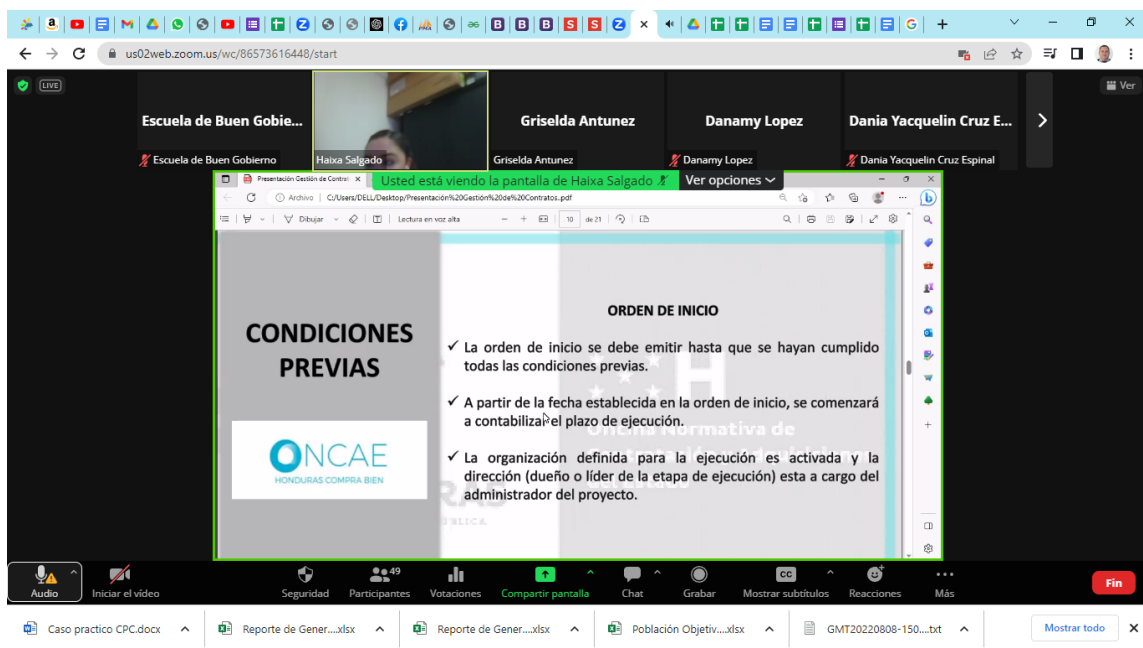 us02web.zoom.us/wc/86573616448/start
LIVE
Ver
Escuela de Buen Gobie...
Griselda Antunez
Danamy Lopez
Dania Yacquelin Cruz E...
Escuela de Buen Gobierno
Haixa Salgado
Griselda Antunez
Danamy Lopez
Dania Yacquelin Cruz Espinal
Presentación Gestión de Contrat
Usted está viendo la pantalla de Haixa Salgado
Ver opciones
Archivo
C:/Users/DELL/Desktop/Presentación%20Gestión%20de%20Contratos.pdf
Dibujar
Lectura en voz alta
10
de 21
CONDICIONES
PREVIAS
ONCAE
HONDURAS COMPRA BIEN
ORDEN DE INICIO
✓ La orden de inicio se debe emitir hasta que se hayan cumplido
todas las condiciones previas.
✓ A partir de la fecha establecida en la orden de inicio, se comenzará
a contabilizar el plazo de ejecución.
✓ La organización definida para la ejecución es activada y la
dirección (dueño o líder de la etapa de ejecución) esta a cargo del
administrador del proyecto.
Audio
Iniciar el vídeo
Seguridad
Participantes
49
Votaciones
Compartir pantalla
Chat
Grabar
CC
Mostrar subtítulos
Reacciones
Más
Fin
Caso practico CPC.docx
Reporte de Gener....xlsx
Reporte de Gener....xlsx
Población Objetiv....xlsx
GMT20220808-150....txt
Mostrar todo